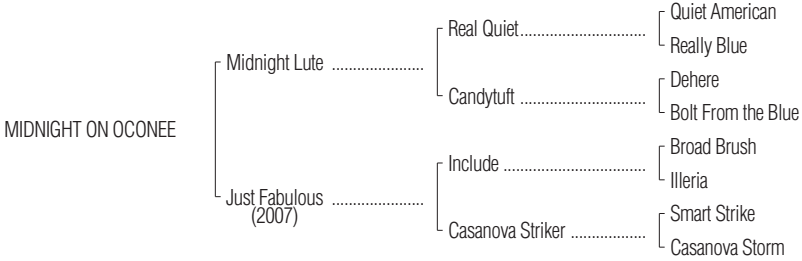 Quiet American
Real Quiet..............................
Really Blue
Midnight Lute ......................
Dehere
Candytuft ..............................
Bolt From the Blue
MIDNIGHT ON OCONEE
Broad Brush
Include ..................................
Illeria
Just Fabulous ......................
(2007)
Smart Strike
Casanova Striker ..................
Casanova Storm